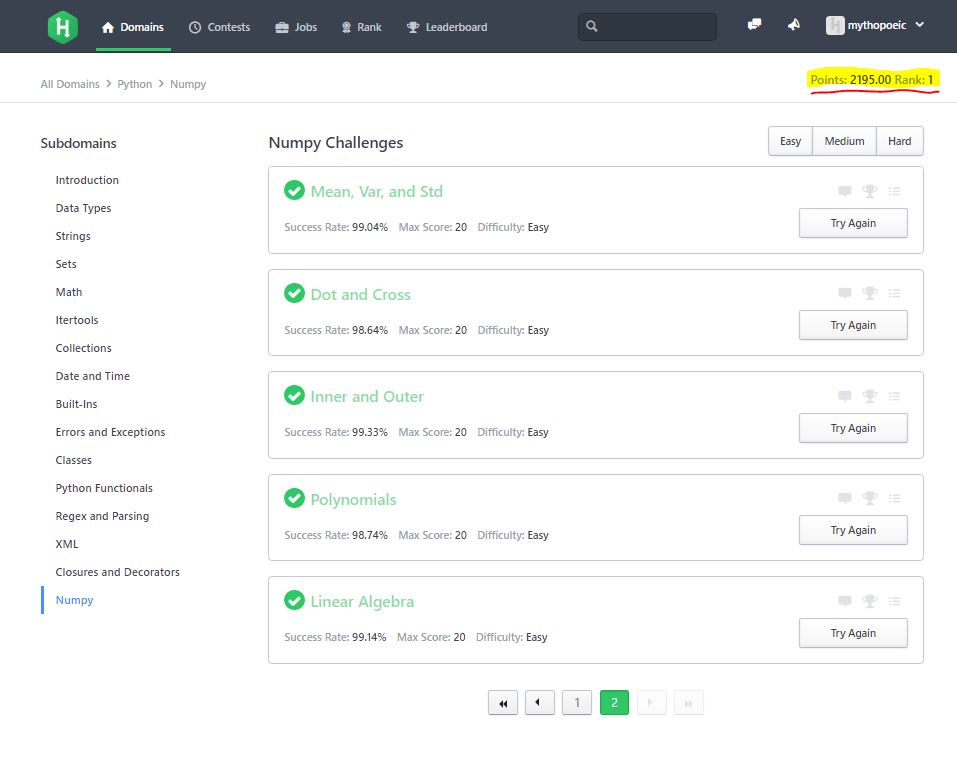 H Domains Contests Jobs Rank Leaderboard H mythopoeic
All Domains > Python > Numpy Points: 2195.00 Rank: 1
Subdomains
Introduction
Data Types
Strings
Sets
Math
Itertools
Collections
Date and Time
Built-Ins
Errors and Exceptions
Classes
Python Functionals
Regex and Parsing
XML
Closures and Decorators
Numpy
Numpy Challenges Easy Medium Hard
Mean, Var, and Std
Success Rate: 99.04% Max Score: 20 Difficulty: Easy Try Again
Dot and Cross
Success Rate: 98.64% Max Score: 20 Difficulty: Easy Try Again
Inner and Outer
Success Rate: 99.33% Max Score: 20 Difficulty: Easy Try Again
Polynomials
Success Rate: 98.74% Max Score: 20 Difficulty: Easy Try Again
Linear Algebra
Success Rate: 99.14% Max Score: 20 Difficulty: Easy Try Again
1 2